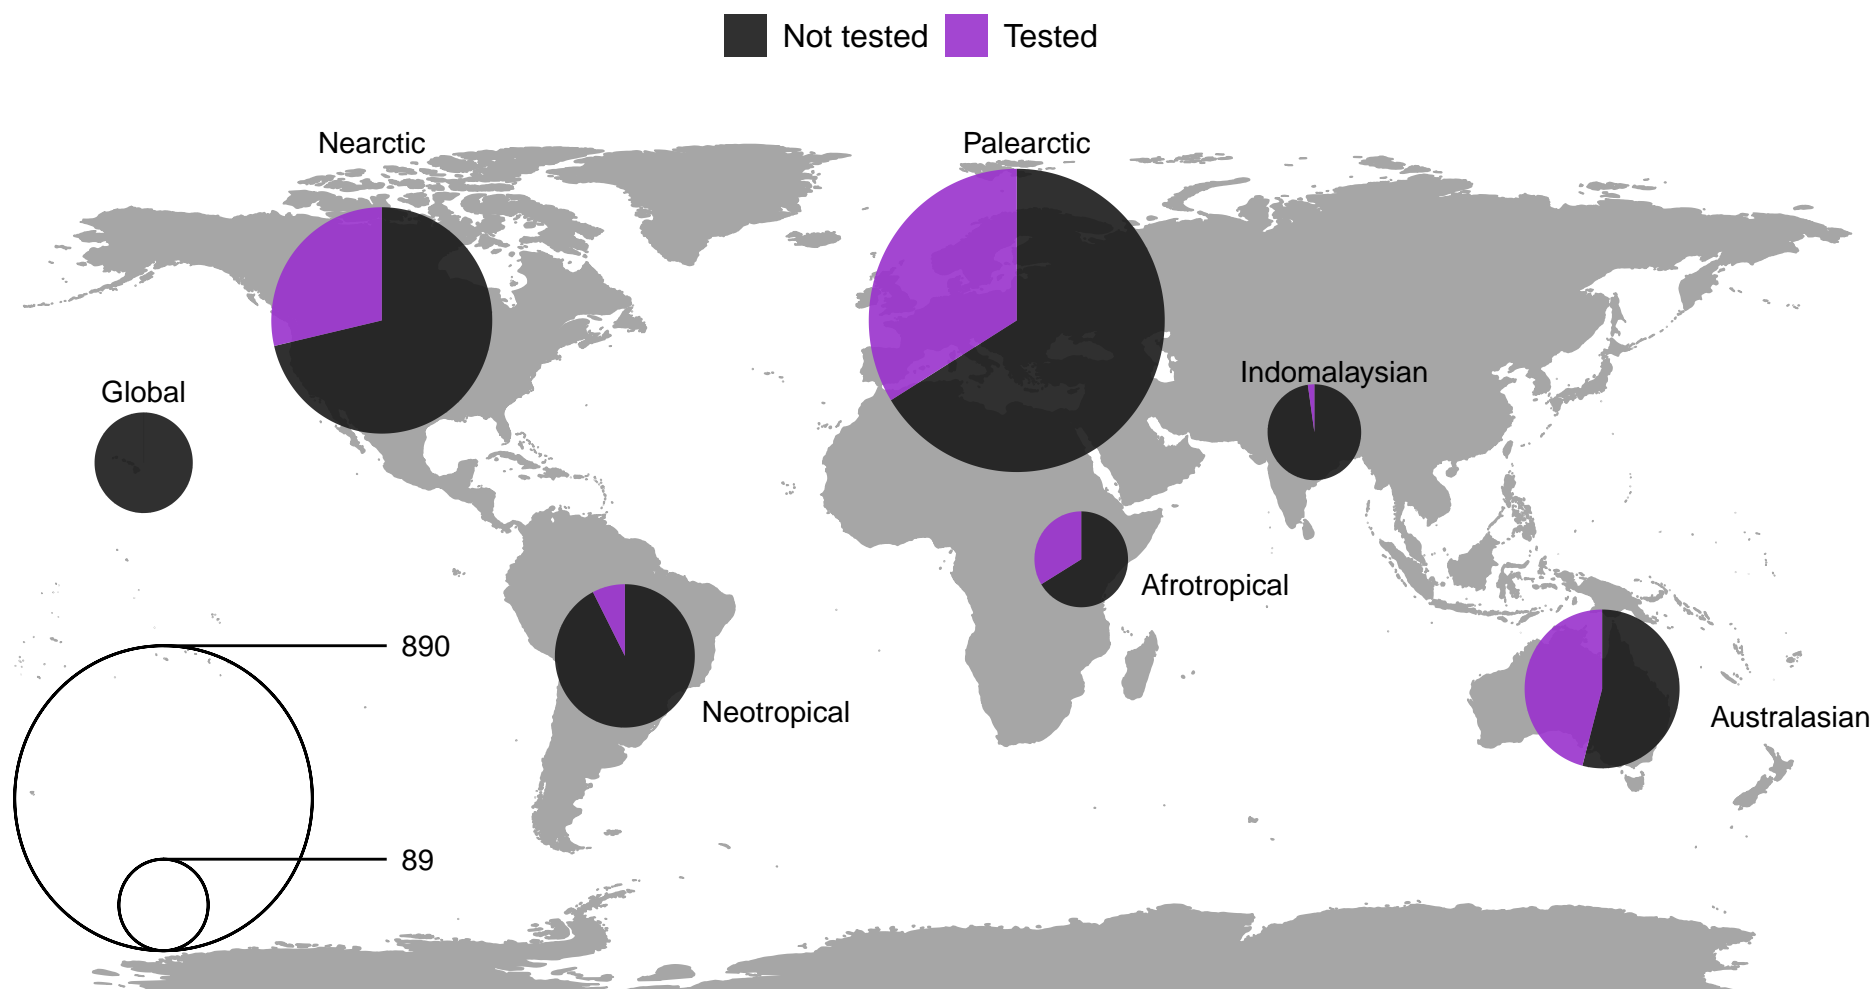 Not tested Tested
Nearctic
Palearctic
Indomalaysian
Global
Afrotropical
890
Neotropical
Australasian
89